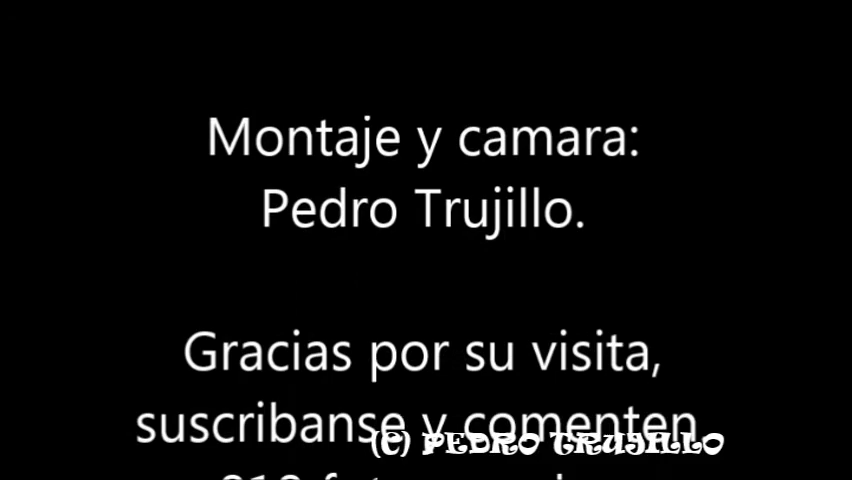 Montaje y camara:
Pedro Trujillo.
Gracias por su visita,
suscribanse y comenten
(C) PEDRO TRUJILLO